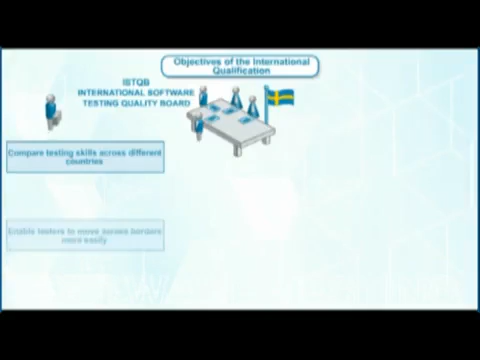 Objectives of the International
Qualification
ISTQB
INTERNATIONAL SOFTWARE
TESTING QUALITY BOARD
Compare testing skills across different
countries
Enable testers to move across borders
more easily